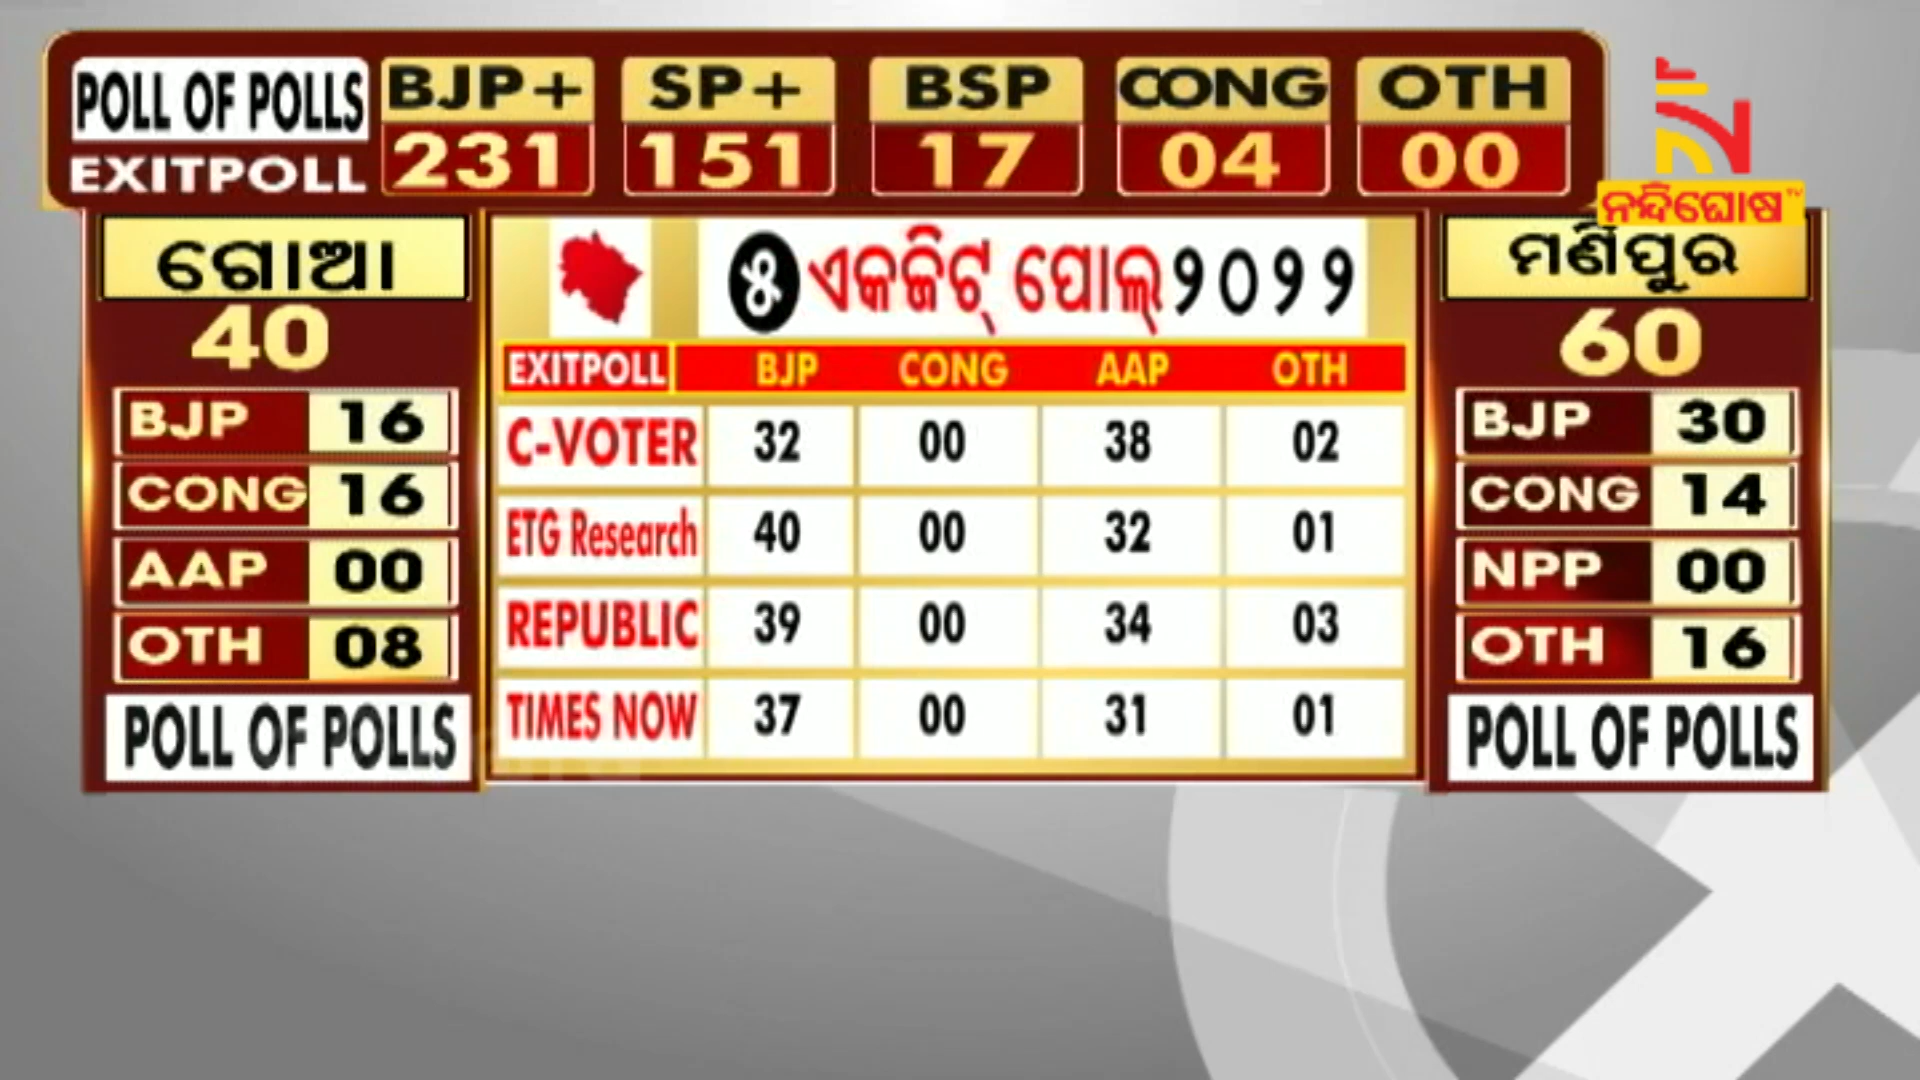 POLL OF POLLS BJP+ SP+ BSP CONG OTH
EXITPOLL 231 151 17 04 00
ନନ୍ଦିଘୋଷ TV
ଗୋଆ
40
BJP 16
CONG 16
AAP 00
OTH 08
POLL OF POLLS
୫ ଏକଜିଟ୍ ପୋଲ୍ ୨୦୨୨
EXITPOLL BJP CONG AAP OTH
C-VOTER 32 00 38 02
ETG Research 40 00 32 01
REPUBLIC 39 00 34 03
TIMES NOW 37 00 31 01
ମଣିପୁର
60
BJP 30
CONG 14
NPP 00
OTH 16
POLL OF POLLS